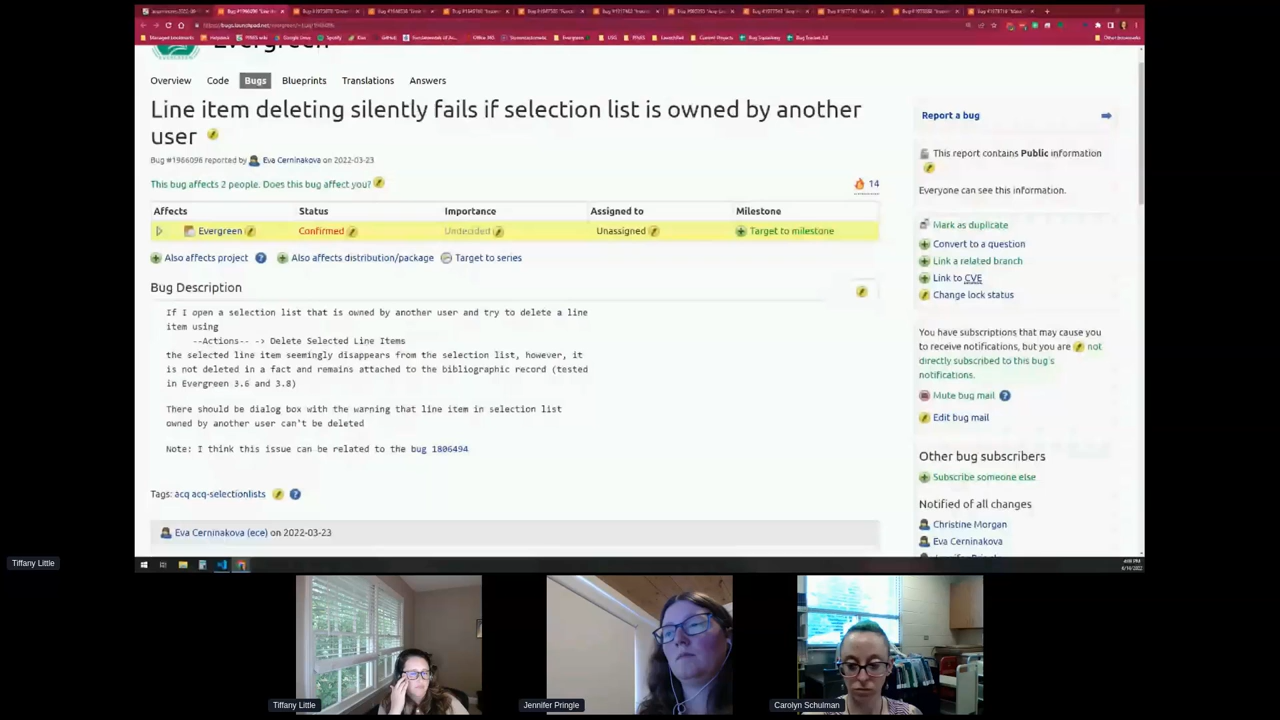 Evergreen
Overview Code Bugs Blueprints Translations Answers
Line item deleting silently fails if selection list is owned by another
user
Bug #1966096 reported by Eva Cerninakova on 2022-03-23
This bug affects 2 people. Does this bug affect you?
14
Affects Status Importance Assigned to Milestone
Evergreen Confirmed Undecided Unassigned Target to milestone
Also affects project Also affects distribution/package Target to series
Bug Description
If I open a selection list that is owned by another user and try to delete a line
item using
--Actions-- -> Delete Selected Line Items
the selected line item seemingly disappears from the selection list, however, it
is not deleted in a fact and remains attached to the bibliographic record (tested
in Evergreen 3.6 and 3.8)
There should be dialog box with the warning that line item in selection list
owned by another user can't be deleted
Note: I think this issue can be related to the bug 1806494
Tags: acq acq-selectionlists
Eva Cerninakova (ece) on 2022-03-23
Report a bug
This report contains Public information
Everyone can see this information.
Mark as duplicate
Convert to a question
Link a related branch
Link to CVE
Change lock status
You have subscriptions that may cause you
to receive notifications, but you are not
directly subscribed to this bug's
notifications.
Mute bug mail
Edit bug mail
Other bug subscribers
Subscribe someone else
Notified of all changes
Christine Morgan
Eva Cerninakova
Jennifer Pringle
Tiffany Little
Tiffany Little
Jennifer Pringle
Carolyn Schulman